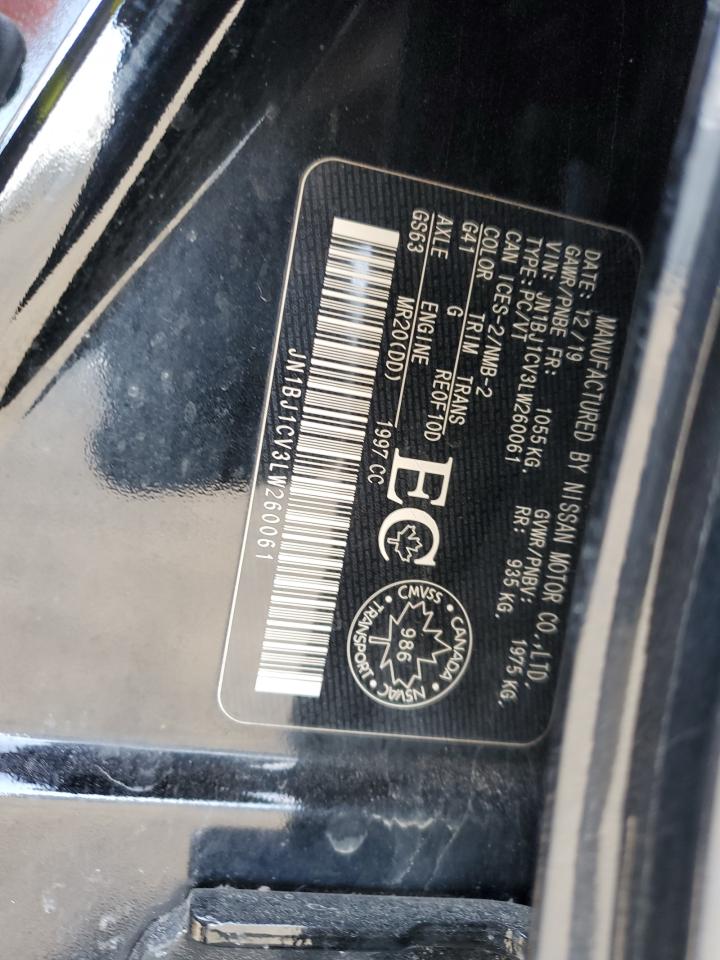 MANUFACTURED BY NISSAN MOTOR CO.,LTD.
DATE: 12/19 GVWR/PNBV: 1975 KG.
GAWR/PNBE FR: 1055 KG. RR: 935 KG.
VIN: JN1BJ1CV3LW260061
TYPE: PC/VT
CAN ICES-2/NMB-2
COLOR TRIM TRANS
G41 G REOF10D
AXLE ENGINE
GS63 MR20(DD) 1997 CC
EC
CMVSS • CANADA • NSVAC • TRANSPORT •
986
JN1BJ1CV3LW260061